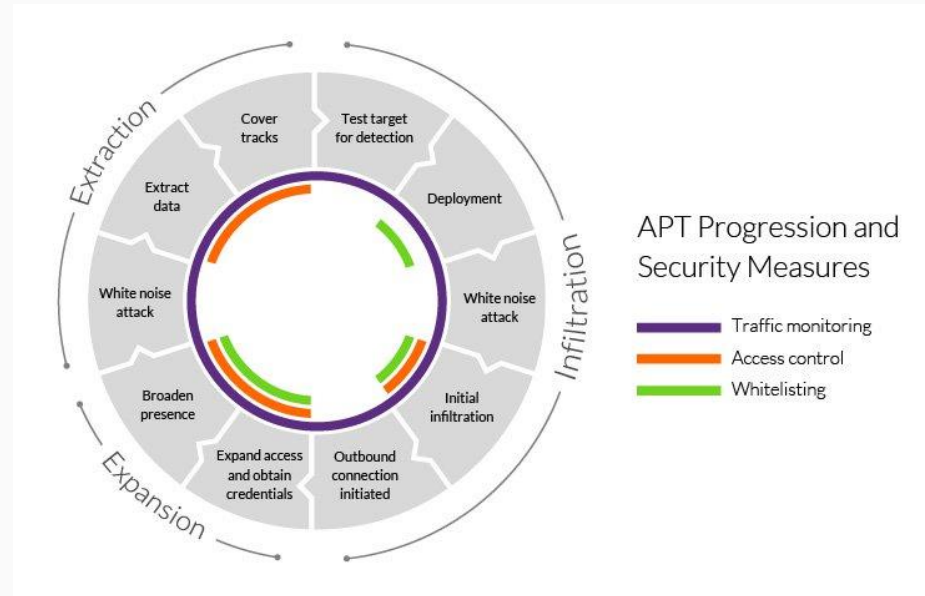 Extraction
Cover
tracks
Test target
for detection
Extract
data
Deployment
White noise
attack
White noise
attack
Infiltration
Broaden
presence
Initial
infiltration
Expand access
and obtain
credentials
Outbound
connection
initiated
Expansion
APT Progression and
Security Measures
Traffic monitoring
Access control
Whitelisting